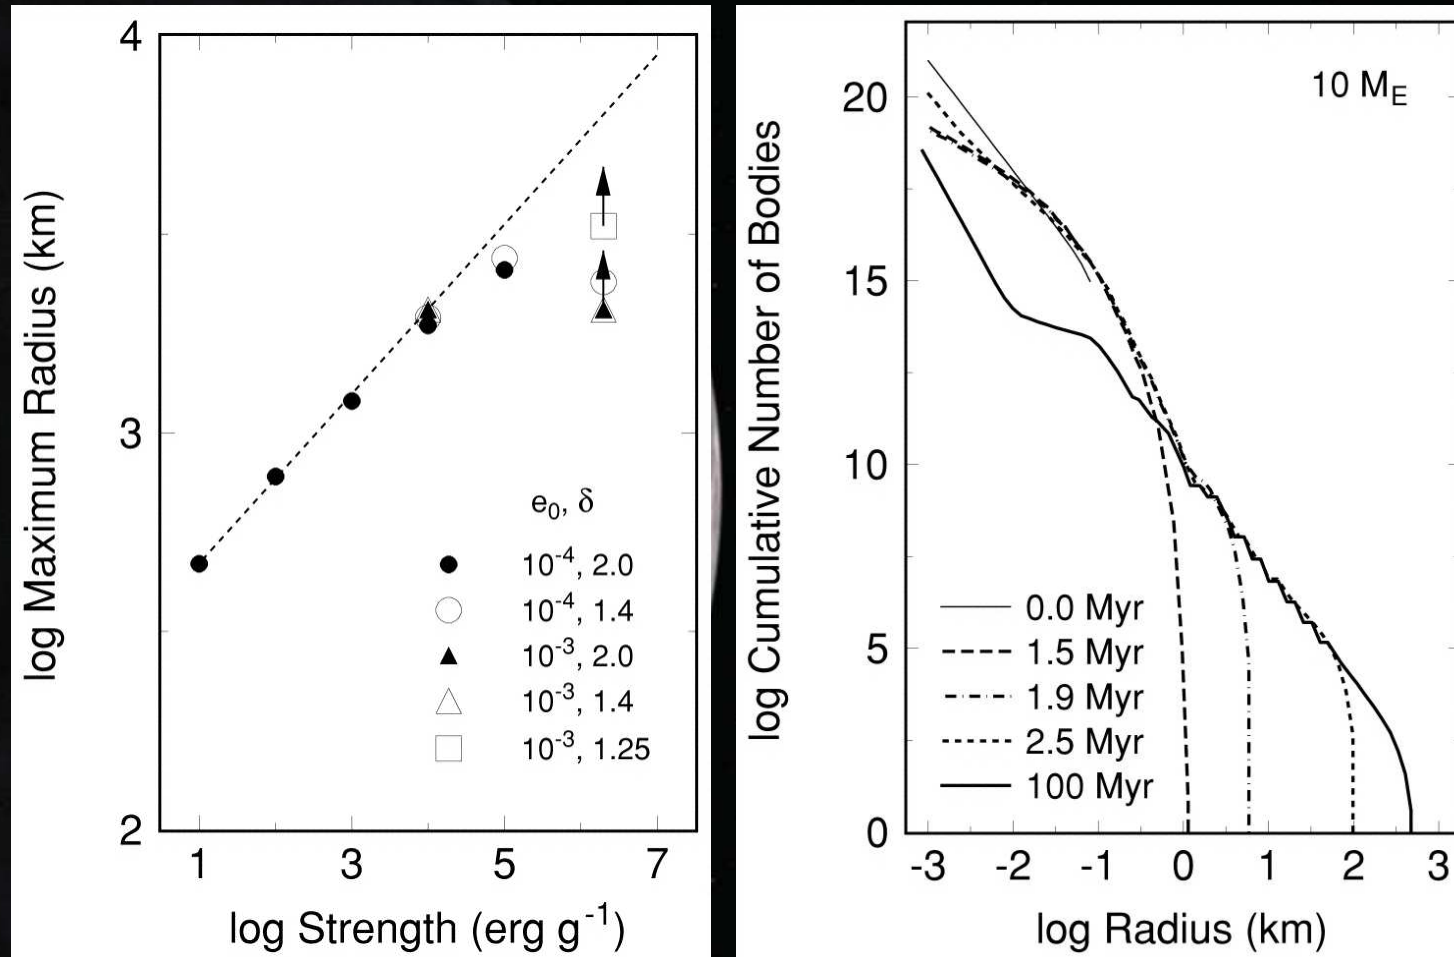 4
3
2
1 3 5 7
log Maximum Radius (km)
log Strength (erg g⁻¹)
e₀, δ
10⁻⁴, 2.0
10⁻⁴, 1.4
10⁻³, 2.0
10⁻³, 1.4
10⁻³, 1.25
20
15
10
5
0
-3 -2 -1 0 1 2 3
log Cumulative Number of Bodies
log Radius (km)
10 M_E
0.0 Myr
1.5 Myr
1.9 Myr
2.5 Myr
100 Myr